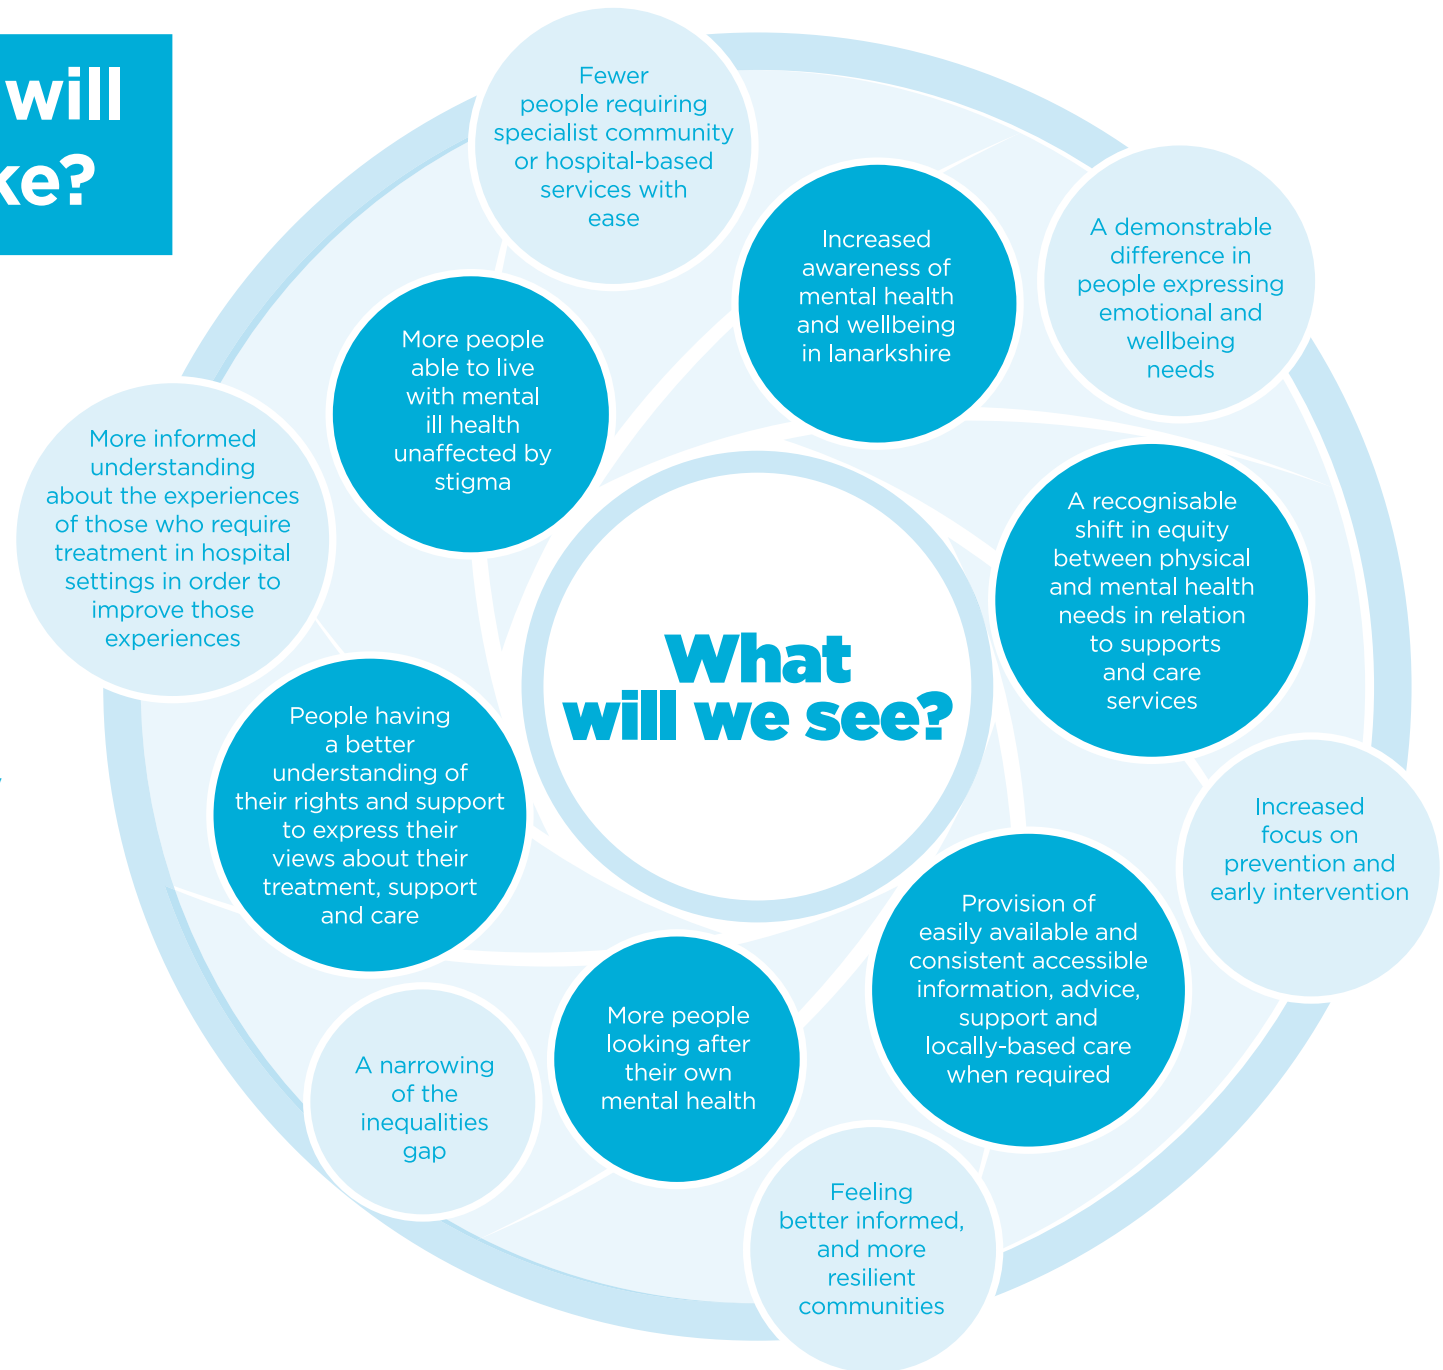 will
ke?
Fewer
people requiring
specialist community
or hospital-based
services with
ease
Increased
awareness of
mental health
and wellbeing
in lanarkshire
A demonstrable
difference in
people expressing
emotional and
wellbeing
needs
More people
able to live
with mental
ill health
unaffected by
stigma
More informed
understanding
about the experiences
of those who require
treatment in hospital
settings in order to
improve those
experiences
A recognisable
shift in equity
between physical
and mental health
needs in relation
to supports
and care
services
What
will we see?
People having
a better
understanding of
their rights and support
to express their
views about their
treatment, support
and care
Increased
focus on
prevention and
early intervention
Provision of
easily available and
consistent accessible
information, advice,
support and
locally-based care
when required
More people
looking after
their own
mental health
A narrowing
of the
inequalities
gap
Feeling
better informed,
and more
resilient
communities